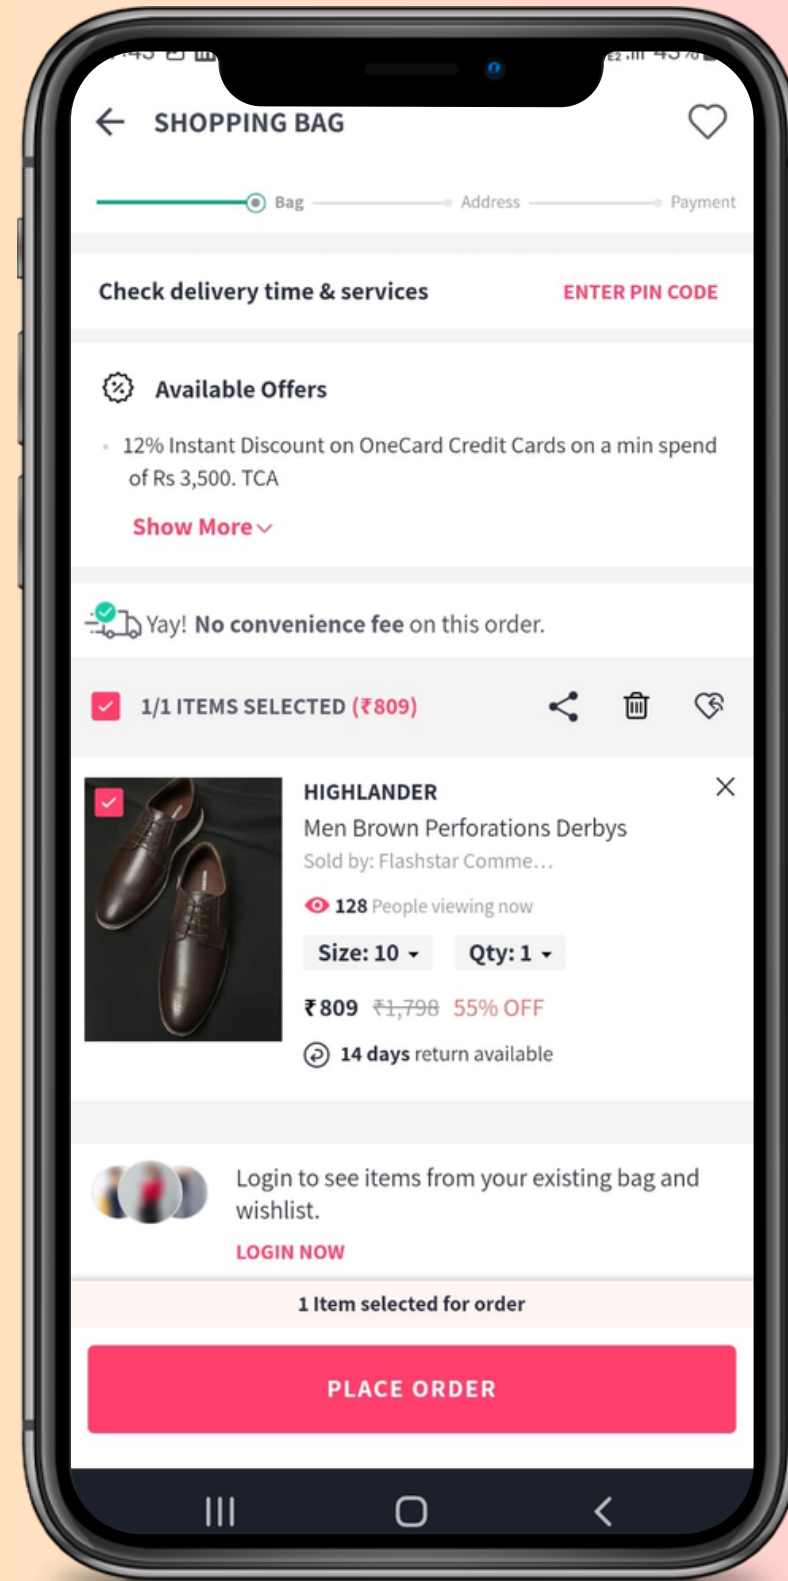 SHOPPING BAG
Bag Address Payment
Check delivery time & services ENTER PIN CODE
Available Offers
12% Instant Discount on OneCard Credit Cards on a min spend
of Rs 3,500. TCA
Show More
Yay! No convenience fee on this order.
1/1 ITEMS SELECTED (₹809)
HIGHLANDER
Men Brown Perforations Derbys
Sold by: Flashstar Comme...
128 People viewing now
Size: 10 Qty: 1
₹809 ₹1,798 55% OFF
14 days return available
Login to see items from your existing bag and
wishlist.
LOGIN NOW
1 Item selected for order
PLACE ORDER